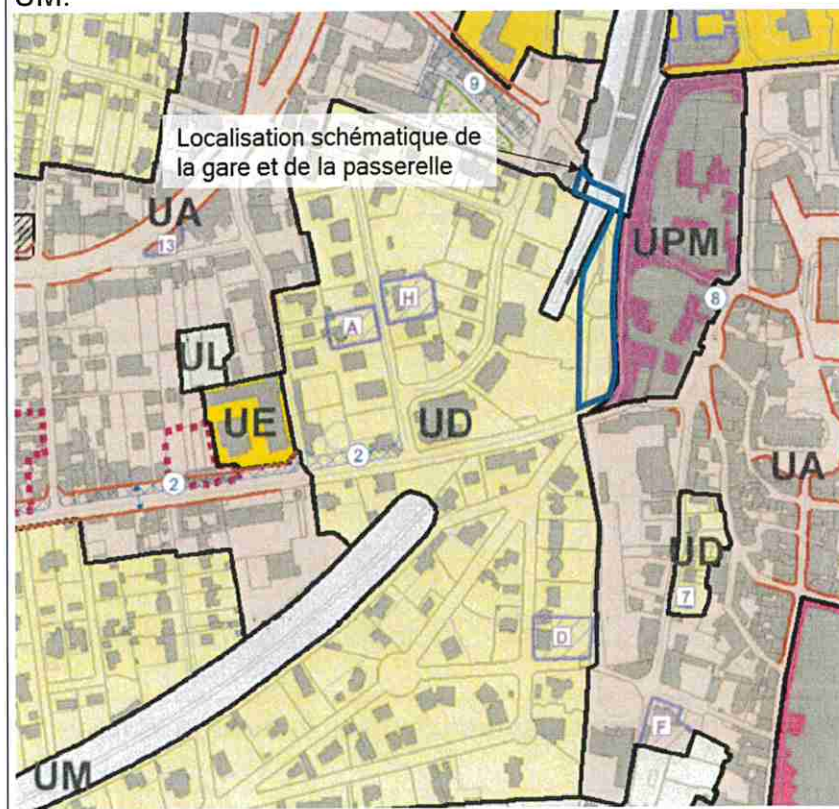 UM.
9
Localisation schématique de
la gare et de la passerelle
UA
13
UPM
H
A
8
UL
UE
UD
2
2
UA
UD
7
D
F
UM